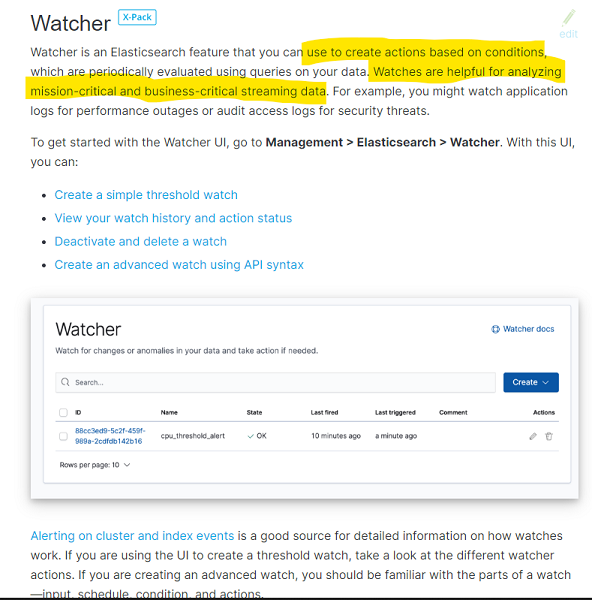 Watcher X-Pack
edit
Watcher is an Elasticsearch feature that you can use to create actions based on conditions,
which are periodically evaluated using queries on your data. Watches are helpful for analyzing
mission-critical and business-critical streaming data. For example, you might watch application
logs for performance outages or audit access logs for security threats.
To get started with the Watcher UI, go to Management > Elasticsearch > Watcher. With this UI,
you can:
• Create a simple threshold watch
• View your watch history and action status
• Deactivate and delete a watch
• Create an advanced watch using API syntax
Watcher Watcher docs
Watch for changes or anomalies in your data and take action if needed.
Search... Create
ID Name State Last fired Last triggered Comment Actions
88cc3ed9-5c2f-459f-
989a-2cdfdb142b16 cpu_threshold_alert OK 10 minutes ago a minute ago
Rows per page: 10
Alerting on cluster and index events is a good source for detailed information on how watches
work. If you are using the UI to create a threshold watch, take a look at the different watcher
actions. If you are creating an advanced watch, you should be familiar with the parts of a watch
—input, schedule, condition, and actions.